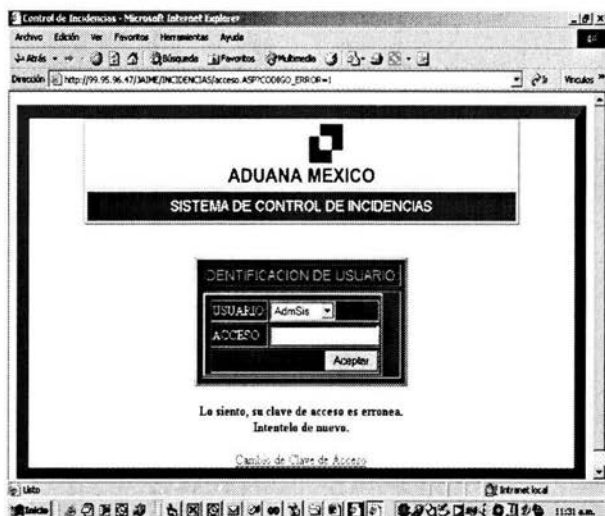 Control de Incidencias - Microsoft Internet Explorer
Archivo Edición Ver Favoritos Herramientas Ayuda
Atrás Búsqueda Favoritos Multimedia
Dirección http://99.95.96.47/JAIME/INCIDENCIAS/acceso.ASP?CODIGO_ERROR=1 Vínculos
ADUANA MEXICO
SISTEMA DE CONTROL DE INCIDENCIAS
IDENTIFICACION DE USUARIO
USUARIO AdmSis
ACCESO
Aceptar
Lo siento, su clave de acceso es erronea.
Intentelo de nuevo.
Cambio de Clave de Acceso
Listo Intranet local
Inicio 11:31 a.m.